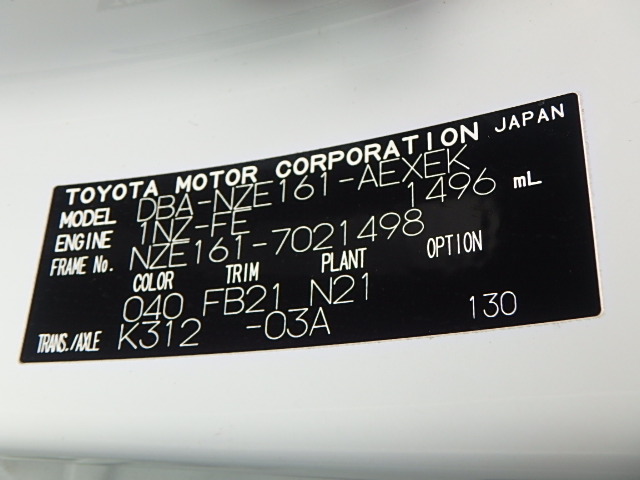 TOYOTA MOTOR CORPORATION JAPAN
MODEL DBA-NZE161-AEXEK
ENGINE 1NZ-FE 1496 mL
FRAME No. NZE161-7021498
COLOR TRIM PLANT OPTION
040 FB21 N21
TRANS./AXLE K312 -03A 130